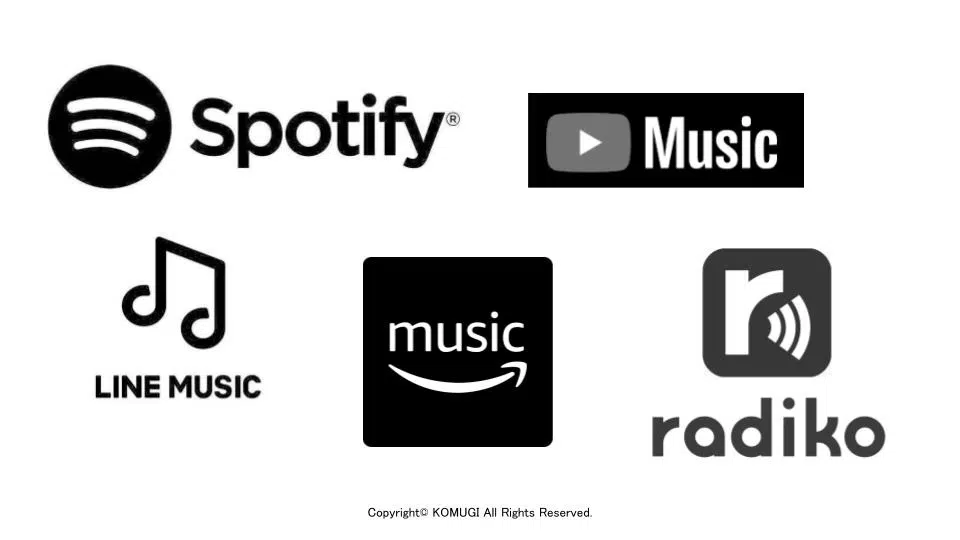 Spotify®
Music
LINE MUSIC
music
r
radiko
Copyright© KOMUGI All Rights Reserved.